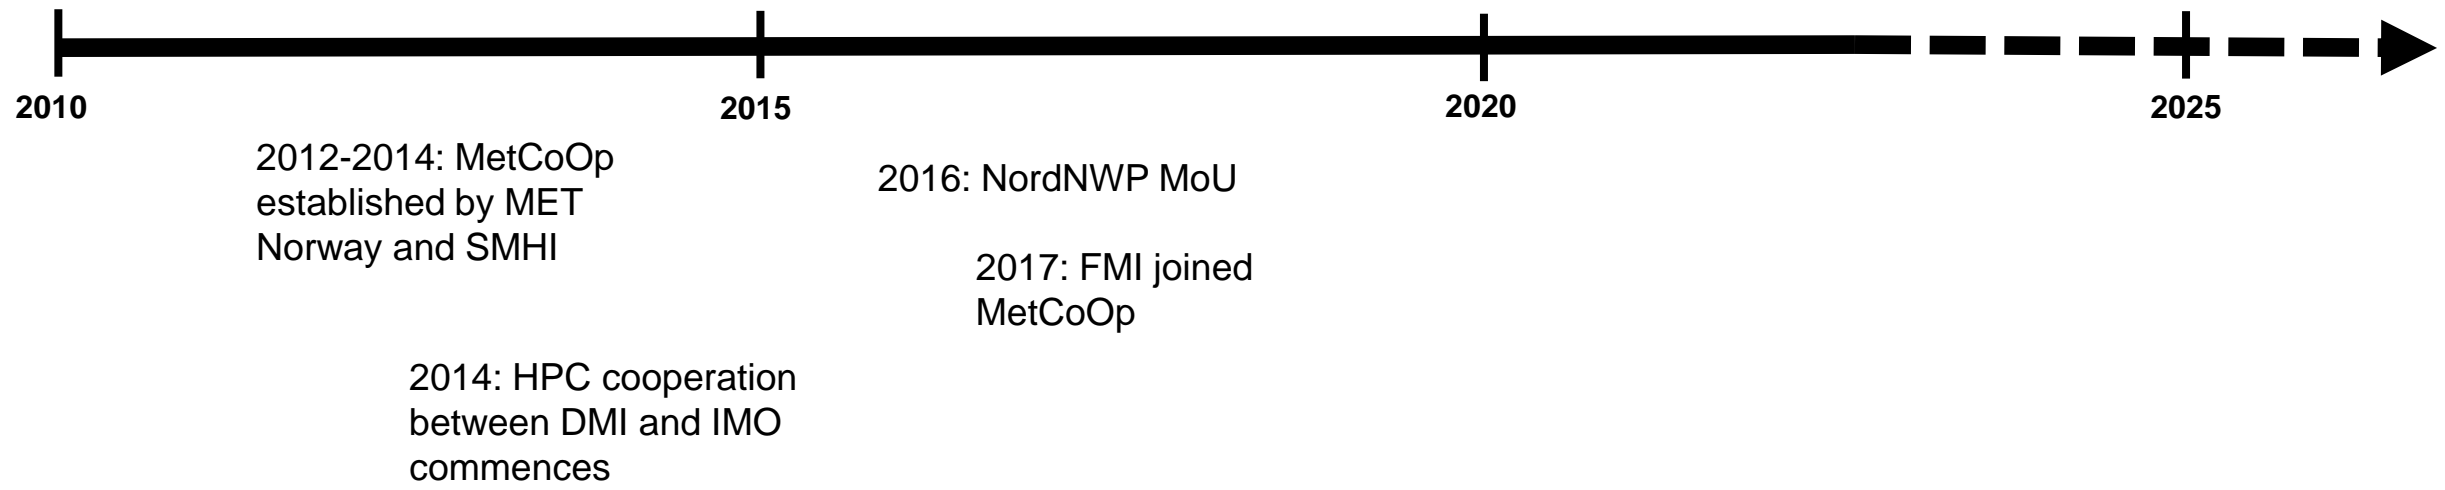 2010
2015
2020
2025
2012-2014: MetCoOp
established by MET
Norway and SMHI
2016: NordNWP MoU
2017: FMI joined
MetCoOp
2014: HPC cooperation
between DMI and IMO
commences